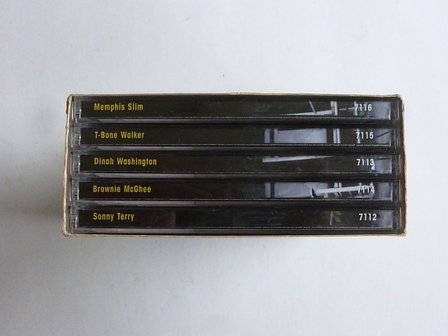 Memphis Slim 7116
T-Bone Walker 7115
Dinah Washington 7113
Brownie McGhee 7114
Sonny Terry 7112